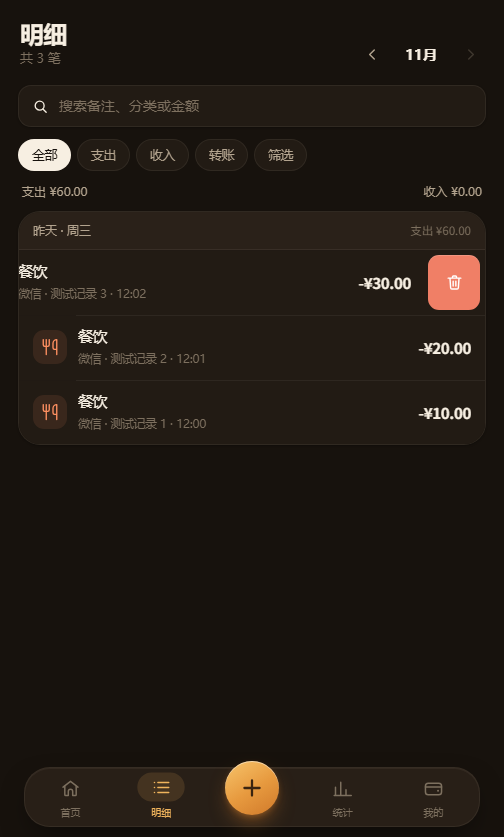 明细
共 3 笔
11月
搜索备注、分类或金额
全部 支出 收入 转账 筛选
支出 ¥60.00 收入 ¥0.00
昨天 · 周三 支出 ¥60.00
餐饮
微信 · 测试记录 3 · 12:02
-¥30.00
餐饮
微信 · 测试记录 2 · 12:01
-¥20.00
餐饮
微信 · 测试记录 1 · 12:00
-¥10.00
首页 明细 统计 我的